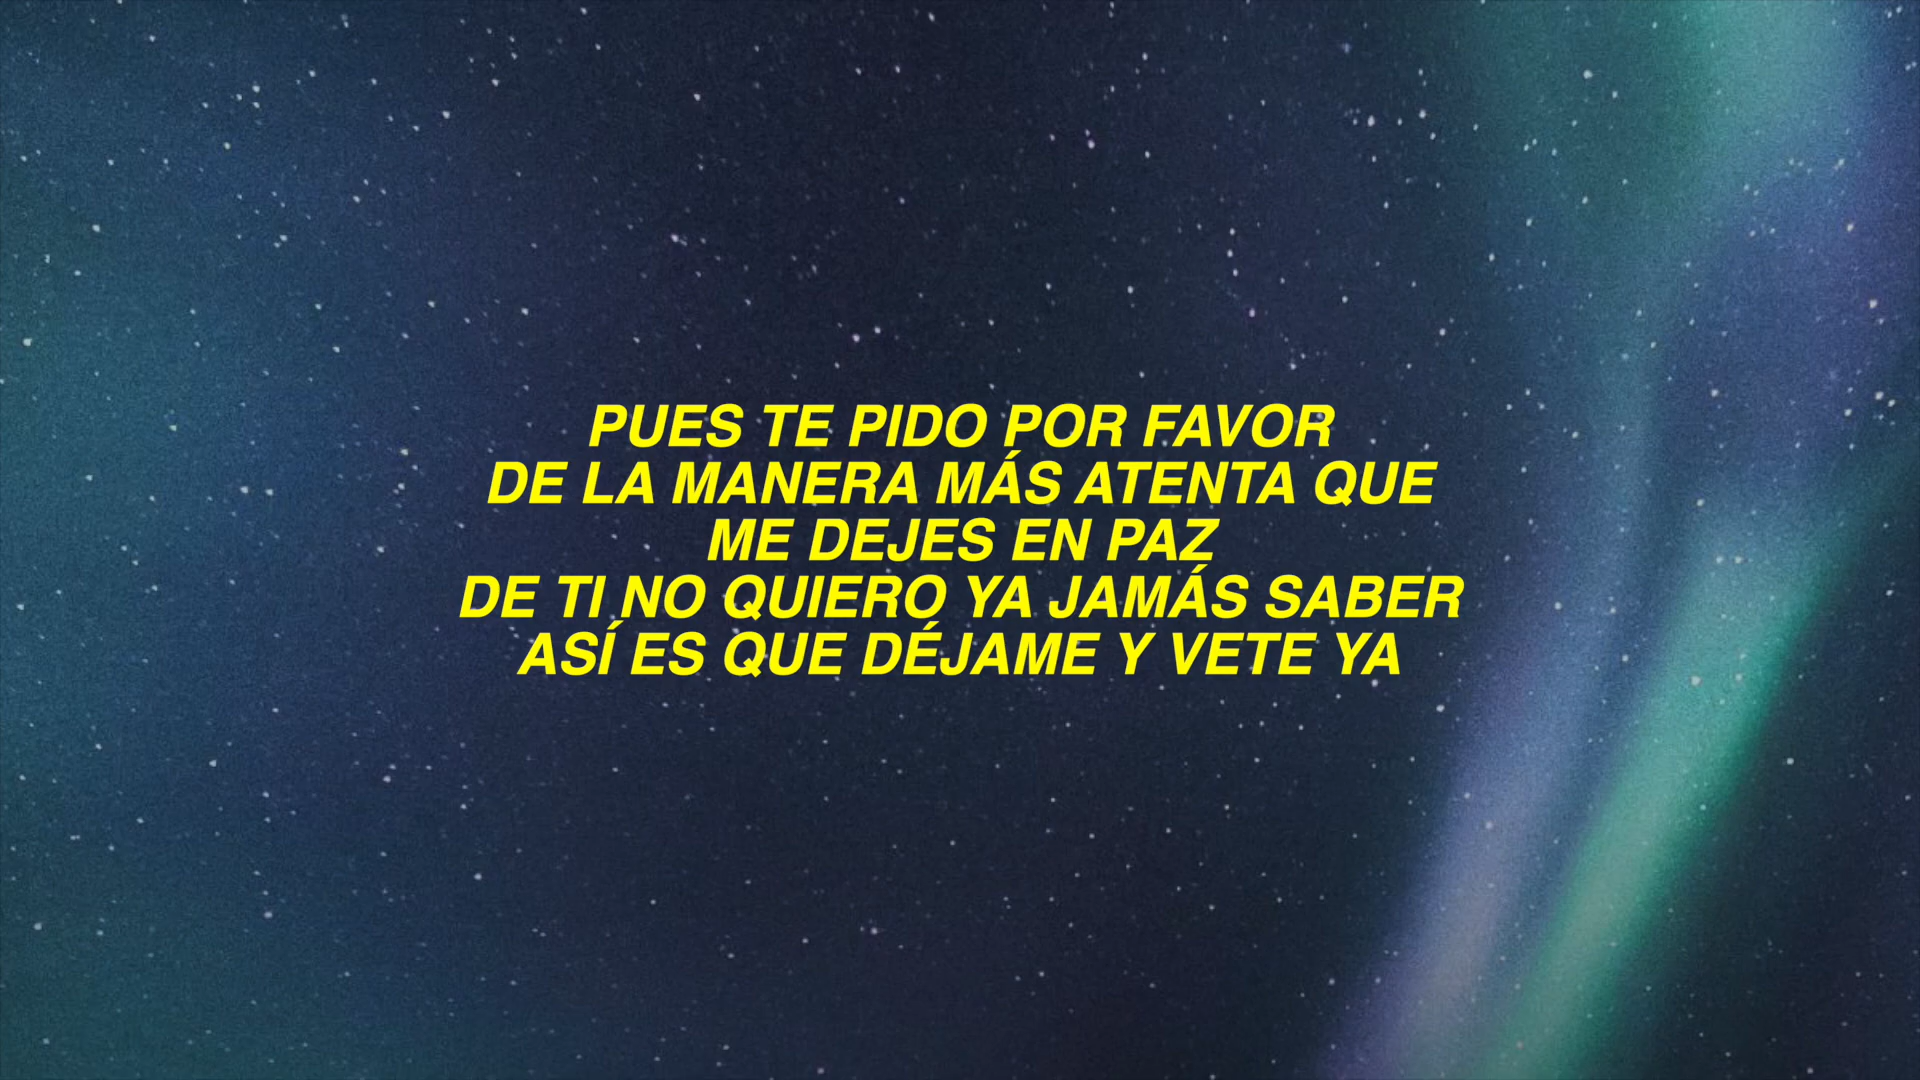 PUES TE PIDO POR FAVOR
DE LA MANERA MÁS ATENTA QUE
ME DEJES EN PAZ
DE TI NO QUIERO YA JAMÁS SABER
ASÍ ES QUE DÉJAME Y VETE YA